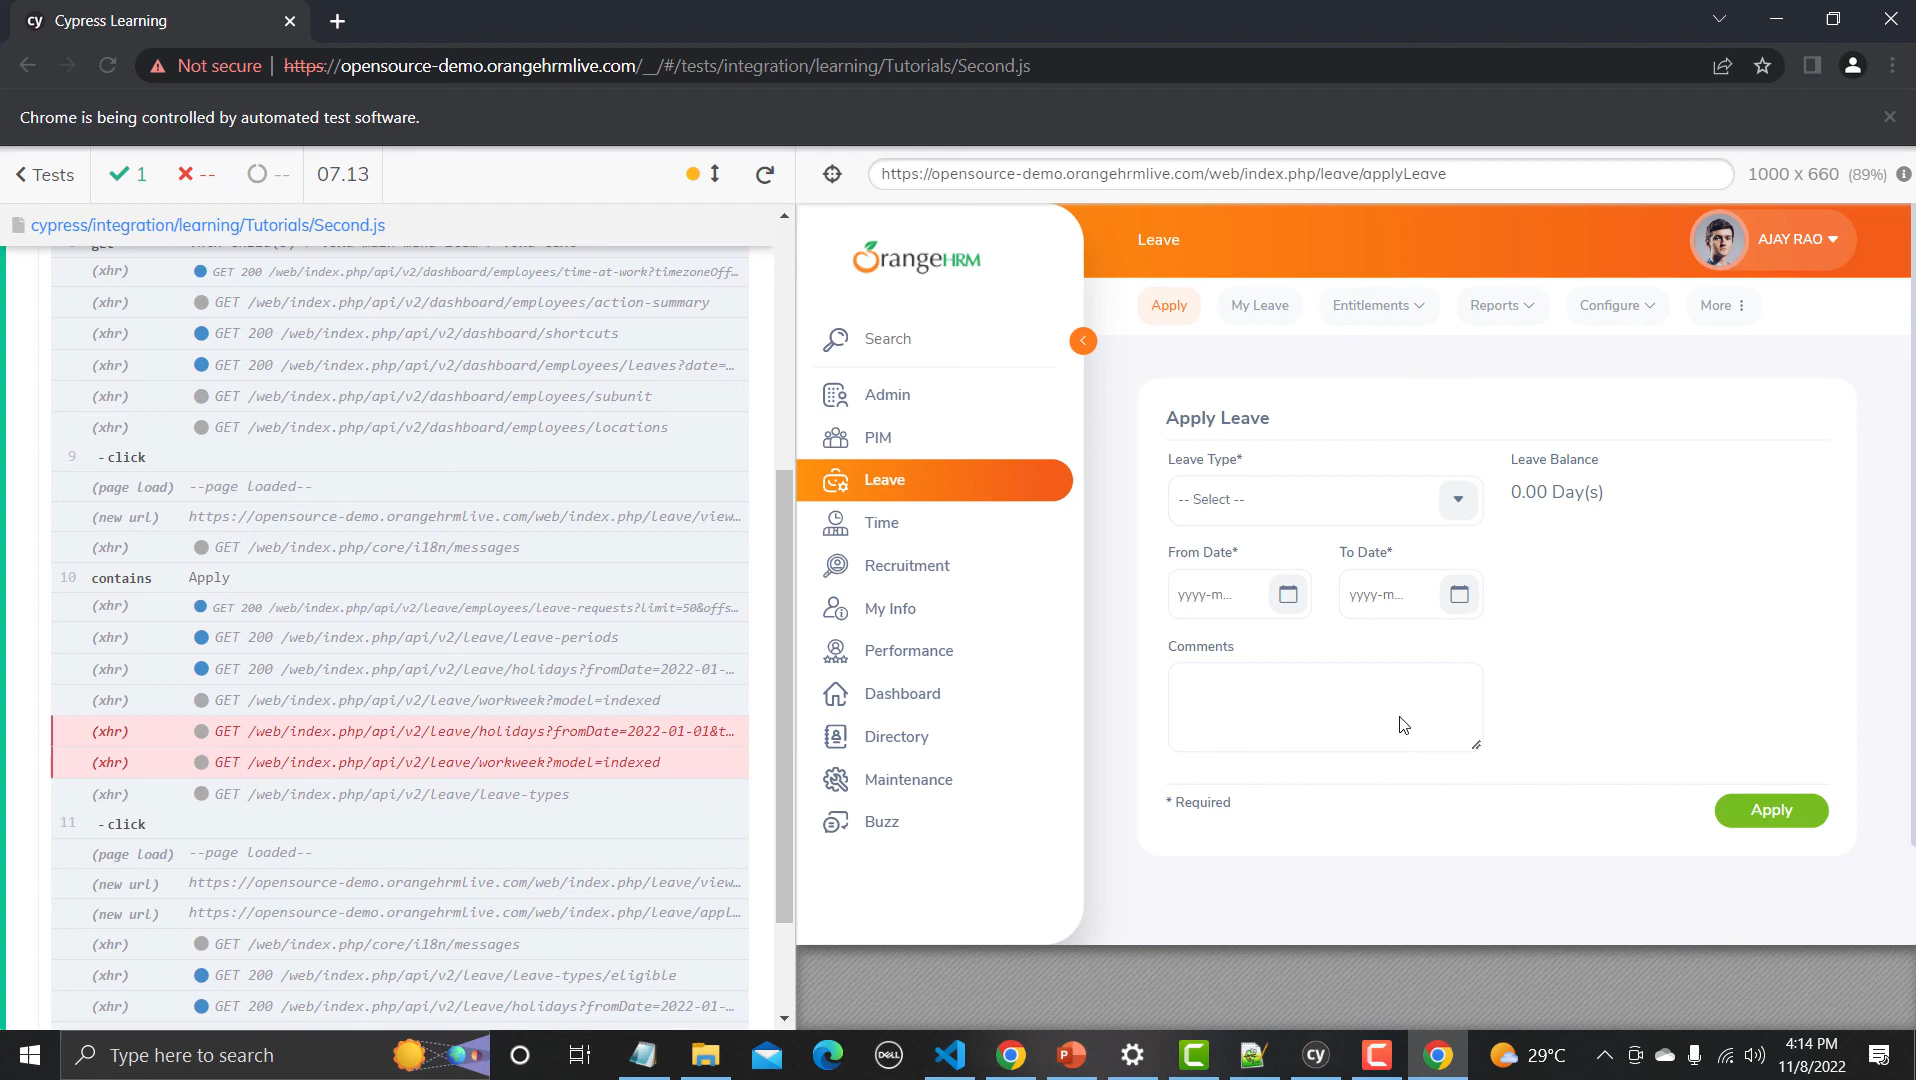 Cypress Learning
Not secure | https://opensource-demo.orangehrmlive.com/__/#/tests/integration/learning/Tutorials/Second.js
Chrome is being controlled by automated test software.
Tests
1
--
--
07.13
cypress/integration/learning/Tutorials/Second.js
(xhr) GET 200 /web/index.php/api/v2/dashboard/employees/time-at-work?timezoneOff…
(xhr) GET /web/index.php/api/v2/dashboard/employees/action-summary
(xhr) GET 200 /web/index.php/api/v2/dashboard/shortcuts
(xhr) GET 200 /web/index.php/api/v2/dashboard/employees/leaves?date=…
(xhr) GET /web/index.php/api/v2/dashboard/employees/subunit
(xhr) GET /web/index.php/api/v2/dashboard/employees/locations
9 -click
(page load) --page loaded--
(new url) https://opensource-demo.orangehrmlive.com/web/index.php/leave/view…
(xhr) GET /web/index.php/core/i18n/messages
10 contains Apply
(xhr) GET 200 /web/index.php/api/v2/leave/employees/leave-requests?limit=50&offs…
(xhr) GET 200 /web/index.php/api/v2/leave/leave-periods
(xhr) GET 200 /web/index.php/api/v2/leave/holidays?fromDate=2022-01-…
(xhr) GET /web/index.php/api/v2/leave/workweek?model=indexed
(xhr) GET /web/index.php/api/v2/leave/holidays?fromDate=2022-01-01&t…
(xhr) GET /web/index.php/api/v2/leave/workweek?model=indexed
(xhr) GET /web/index.php/api/v2/leave/leave-types
11 -click
(page load) --page loaded--
(new url) https://opensource-demo.orangehrmlive.com/web/index.php/leave/view…
(new url) https://opensource-demo.orangehrmlive.com/web/index.php/leave/appl…
(xhr) GET /web/index.php/core/i18n/messages
(xhr) GET 200 /web/index.php/api/v2/leave/leave-types/eligible
(xhr) GET 200 /web/index.php/api/v2/leave/holidays?fromDate=2022-01-…
https://opensource-demo.orangehrmlive.com/web/index.php/leave/applyLeave
1000 x 660 (89%)
OrangeHRM
Search
Admin
PIM
Leave
Time
Recruitment
My Info
Performance
Dashboard
Directory
Maintenance
Buzz
Leave
AJAY RAO
Apply
My Leave
Entitlements
Reports
Configure
More
Apply Leave
Leave Type*
Leave Balance
-- Select --
0.00 Day(s)
From Date*
To Date*
yyyy-m...
yyyy-m...
Comments
* Required
Apply
Type here to search
DELL
cy
29°C
4:14 PM
11/8/2022